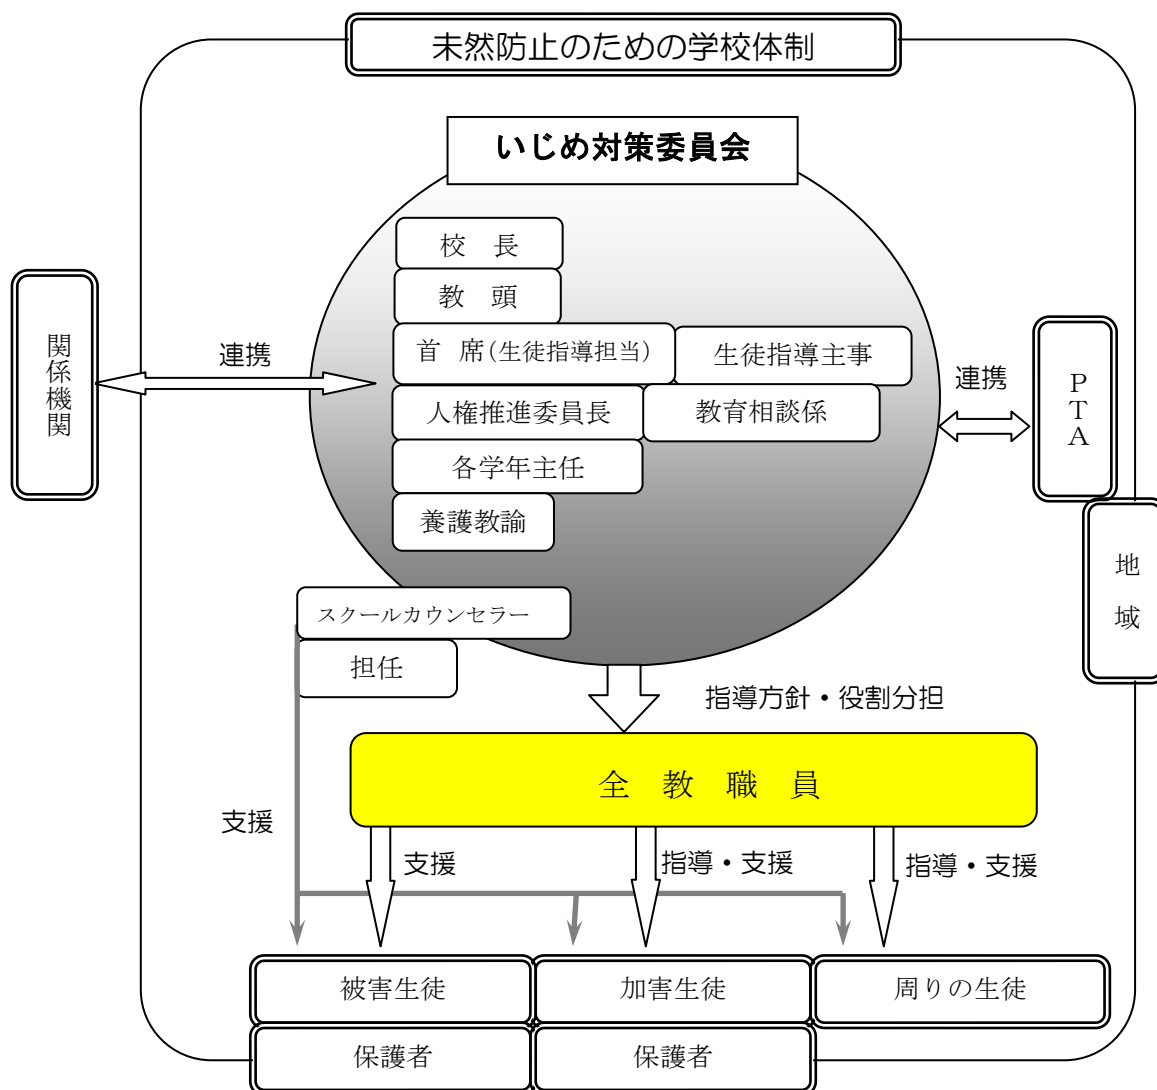 未然防止のための学校体制
いじめ対策委員会
校　長
教　頭
首　席(生徒指導担当)
生徒指導主事
人権推進委員長
教育相談係
各学年主任
養護教諭
スクールカウンセラー
担任
関係機関
連携
連携
PTA
地域
指導方針・役割分担
全　教　職　員
支援
支援
指導・支援
指導・支援
被害生徒
加害生徒
周りの生徒
保護者
保護者